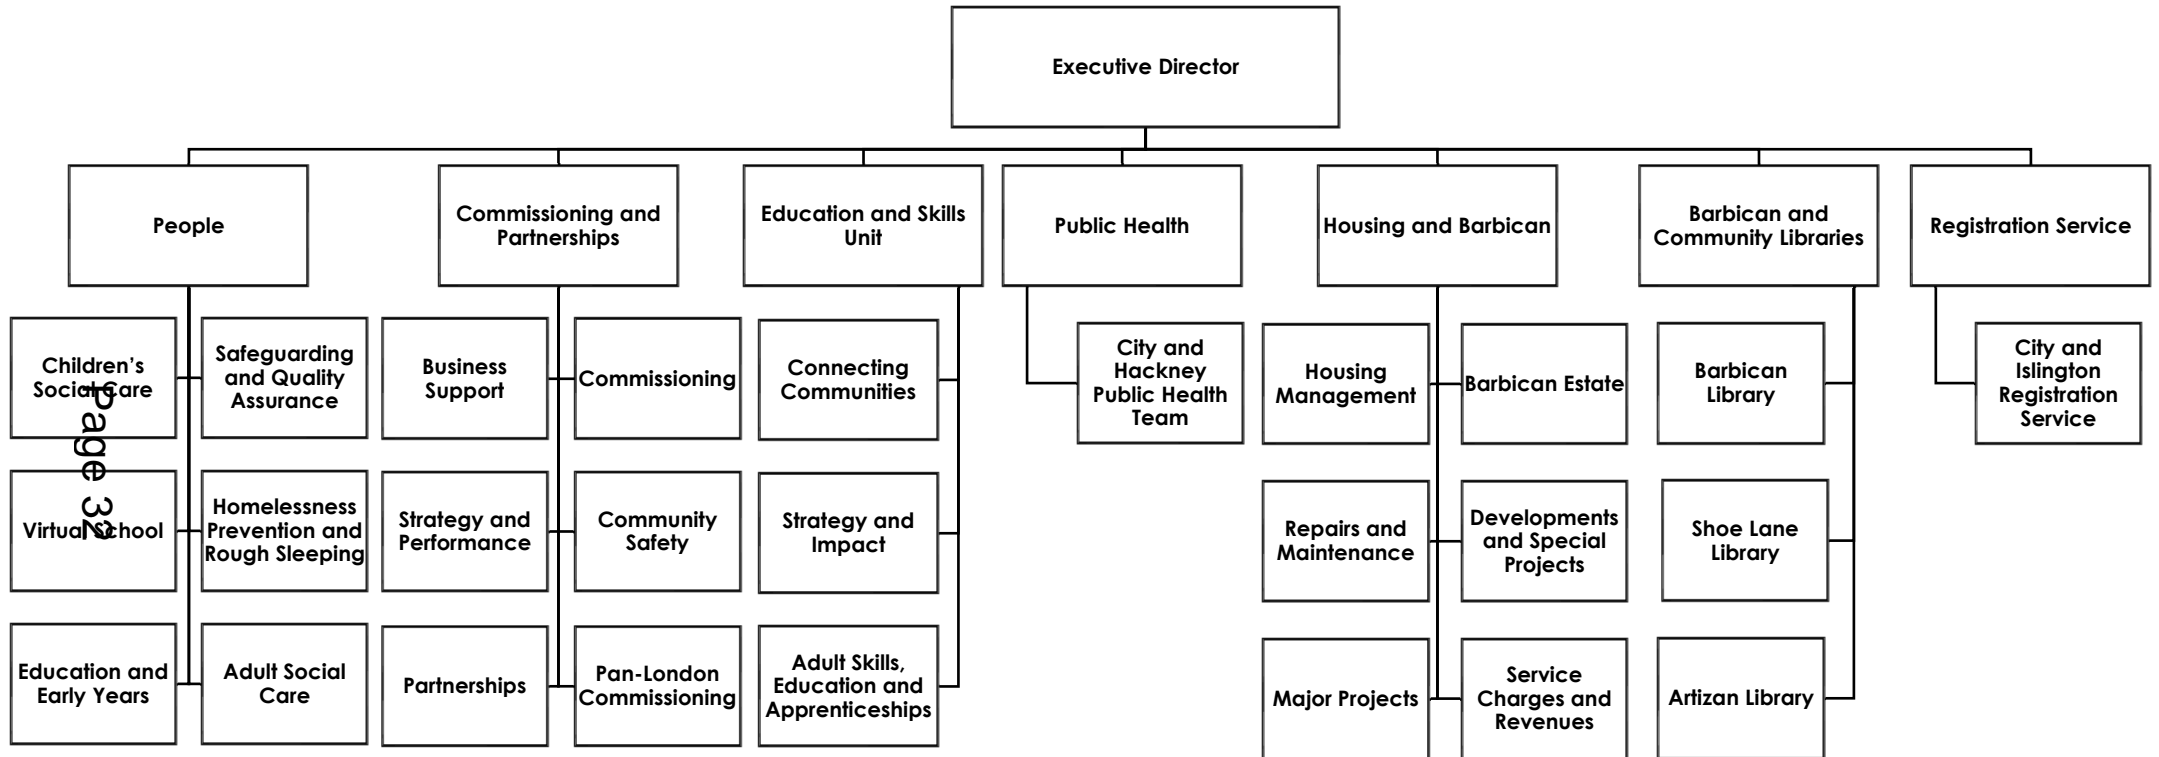 Executive Director
People
Commissioning and
Partnerships
Education and Skills
Unit
Public Health
Housing and Barbican
Barbican and
Community Libraries
Registration Service
Children’s
Social Care
Safeguarding
and Quality
Assurance
Virtual School
Homelessness
Prevention and
Rough Sleeping
Education and
Early Years
Adult Social
Care
Business
Support
Commissioning
Strategy and
Performance
Community
Safety
Partnerships
Pan-London
Commissioning
Connecting
Communities
Strategy and
Impact
Adult Skills,
Education and
Apprenticeships
City and
Hackney
Public Health
Team
Housing
Management
Barbican Estate
Repairs and
Maintenance
Developments
and Special
Projects
Major Projects
Service
Charges and
Revenues
Barbican
Library
Shoe Lane
Library
Artizan Library
City and
Islington
Registration
Service
Page 32